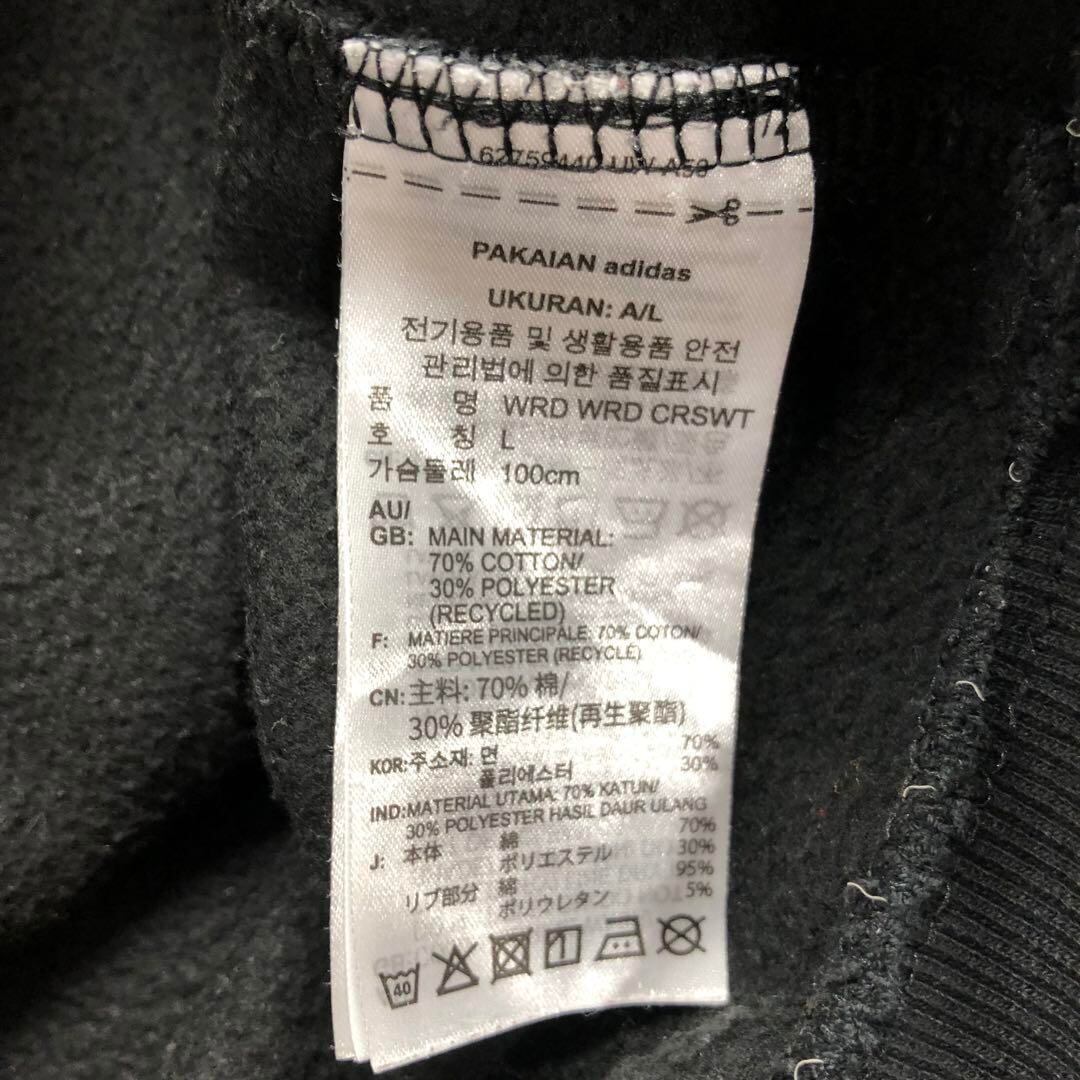 62759440 UW A50
PAKAIAN adidas
UKURAN: A/L
전기용품 및 생활용품 안전
관리법에 의한 품질표시
품 명 WRD WRD CRSWT
호 칭 L
가슴둘레 100cm
AU/
GB: MAIN MATERIAL:
70% COTTON/
30% POLYESTER
(RECYCLED)
F: MATIERE PRINCIPALE: 70% COTON/
30% POLYESTER (RECYCLÉ)
CN: 主料: 70% 棉/
30% 聚酯纤维(再生聚酯)
KOR: 주소재: 면 70%
폴리에스터 30%
IND: MATERIAL UTAMA: 70% KATUN/
30% POLYESTER HASIL DAUR ULANG
J: 本体 綿 70%
ポリエステル 30%
リブ部分 綿 95%
ポリウレタン 5%
40